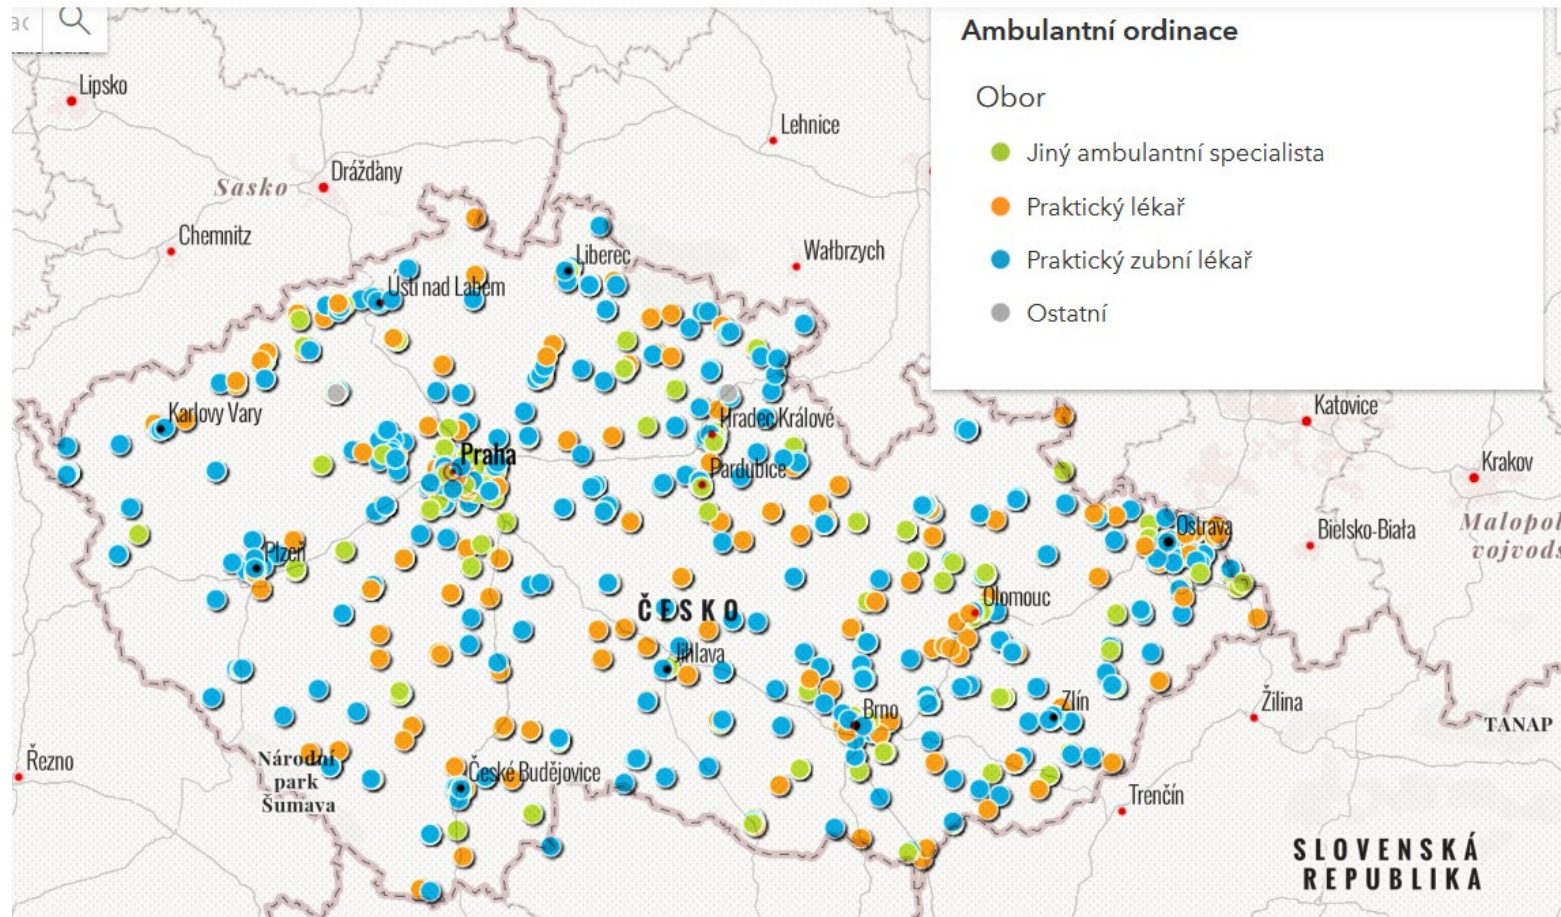 Ambulantní ordinace
Obor
Jiný ambulantní specialista
Praktický lékař
Praktický zubní lékař
Ostatní
Lipsko
Lehnice
Drážďany
Sasko
Chemnitz
Wałbrzych
Liberec
Ústí nad Labem
Karlovy Vary
Hradec Králové
Katovice
Praha
Pardubice
Krakov
Ostrava
Bielsko-Biała
Malopol
vojvods
Plzeň
ČESKO
Olomouc
Jihlava
Brno
Zlín
Žilina
TANAP
Řezno
Národní
park
Šumava
České Budějovice
Trenčín
SLOVENSKÁ
REPUBLIKA